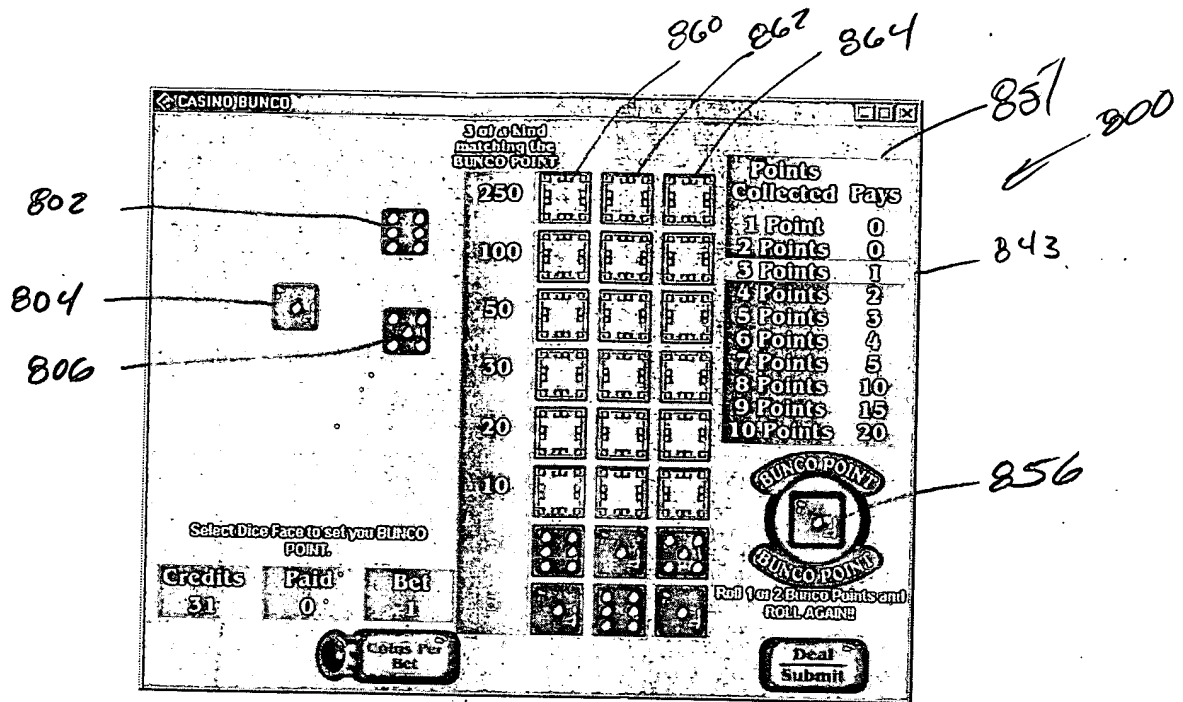 860 862 864
851
800
CASINO BUNCO
3 of a kind
matching the
BUNCO POINT
Points
Collected Pays
802
250
1 Point 0
100
2 Points 0
843
3 Points 1
804
50
4 Points 2
5 Points 3
806
6 Points 4
30
7 Points 5
8 Points 10
20
9 Points 15
10 Points 20
10
BUNCO POINT
856
Select Dice Face to set you BUNCO
POINT.
BUNCO POINT
Credits Paid Bet
31 0 1
Roll 1 or 2 Bunco Points and
ROLL AGAIN!!
Coins Per
Bet
Deal
Submit